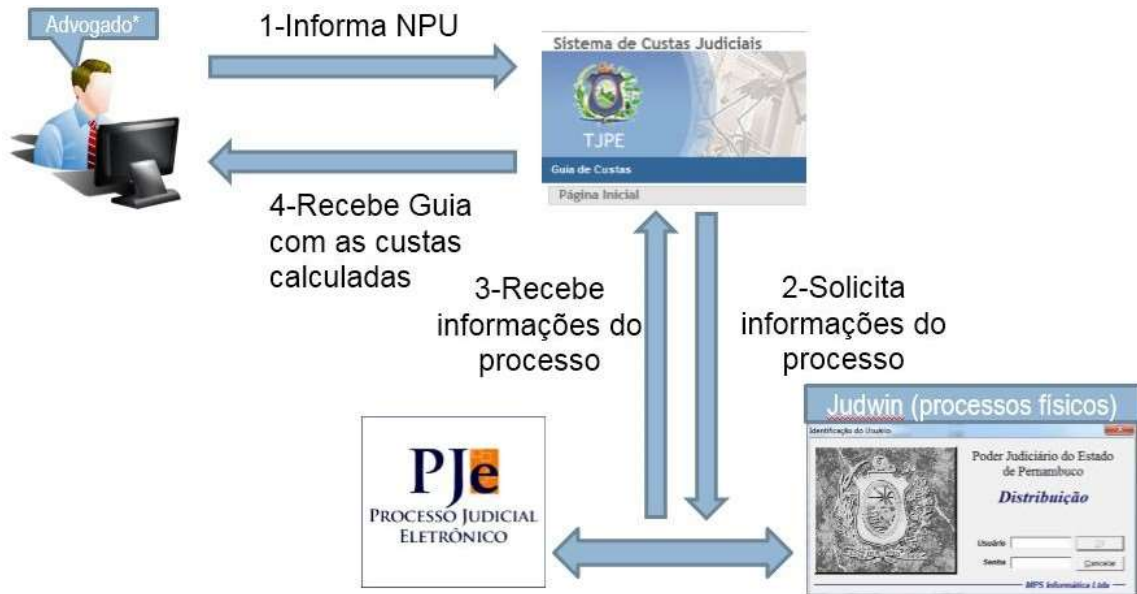 Advogado*
1-Informa NPU
Sistema de Custas Judiciais
TJPE
Guia de Custas
Página Inicial
4-Recebe Guia
com as custas
calculadas
3-Recebe
informações do
processo
2-Solicita
informações do
processo
PJe
PROCESSO JUDICIAL
ELETRÔNICO
Judwin (processos físicos)
Identificação do Usuário
Poder Judiciário do Estado
de Pernambuco
Distribuição
Usuário
Senha
Cancelar
MPS Informática Ltda